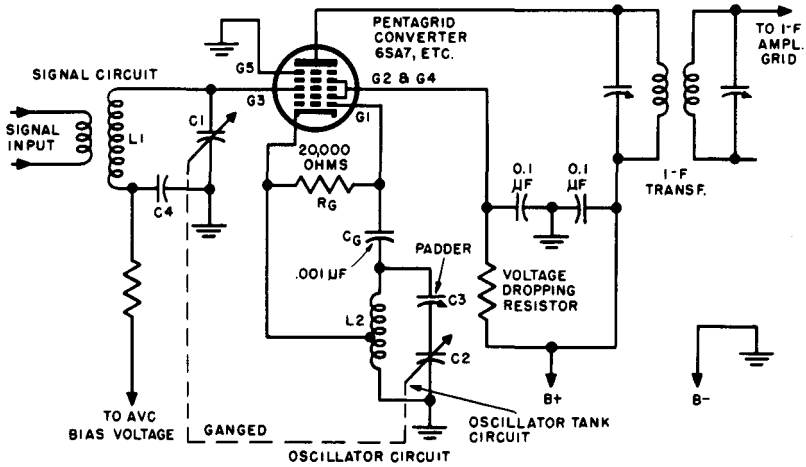 PENTAGRID
CONVERTER
6SA7, ETC.
TO I-F
AMPL.
GRID
SIGNAL CIRCUIT
G5
G3
G2 & G4
G1
SIGNAL
INPUT
L1
C1
C4
20,000
OHMS
RG
CG
.001 µF
PADDER
C3
L2
C2
0.1
µF
0.1
µF
I-F
TRANSF.
VOLTAGE
DROPPING
RESISTOR
B+
B-
TO AVC
BIAS VOLTAGE
GANGED
OSCILLATOR TANK
CIRCUIT
OSCILLATOR CIRCUIT